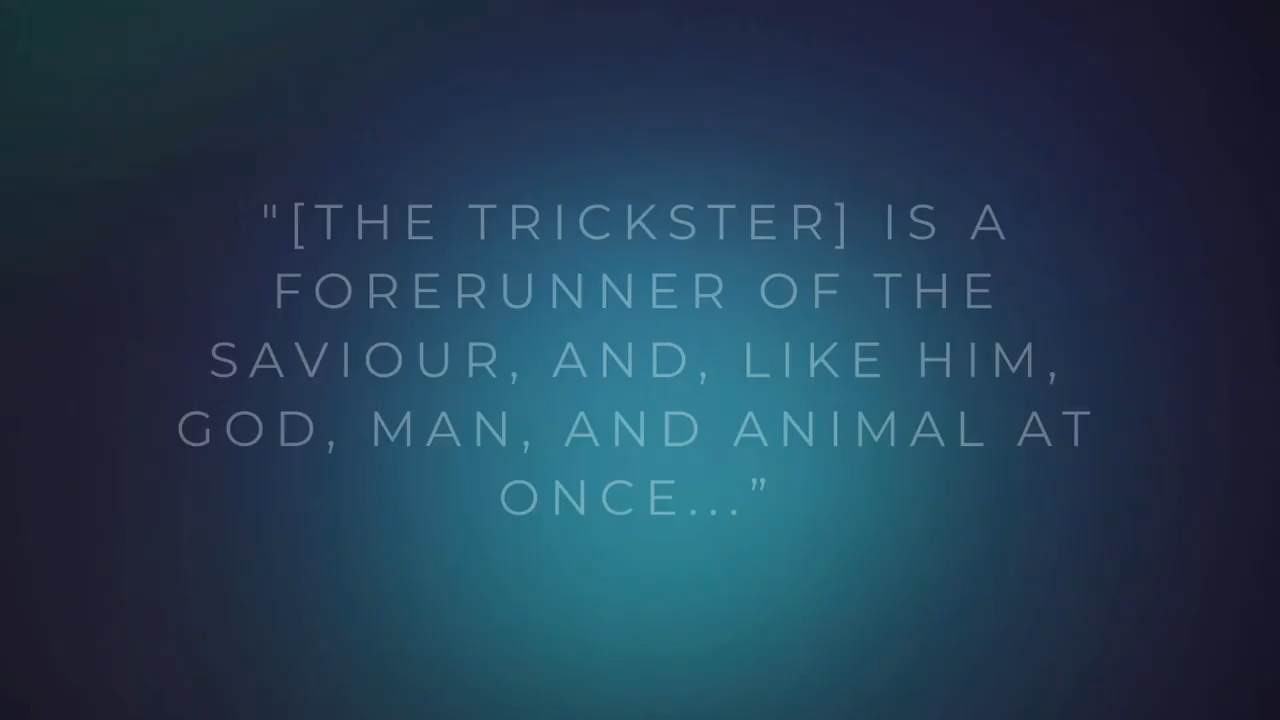 "[THE TRICKSTER] IS A
FORERUNNER OF THE
SAVIOUR, AND, LIKE HIM,
GOD, MAN, AND ANIMAL AT
ONCE...”